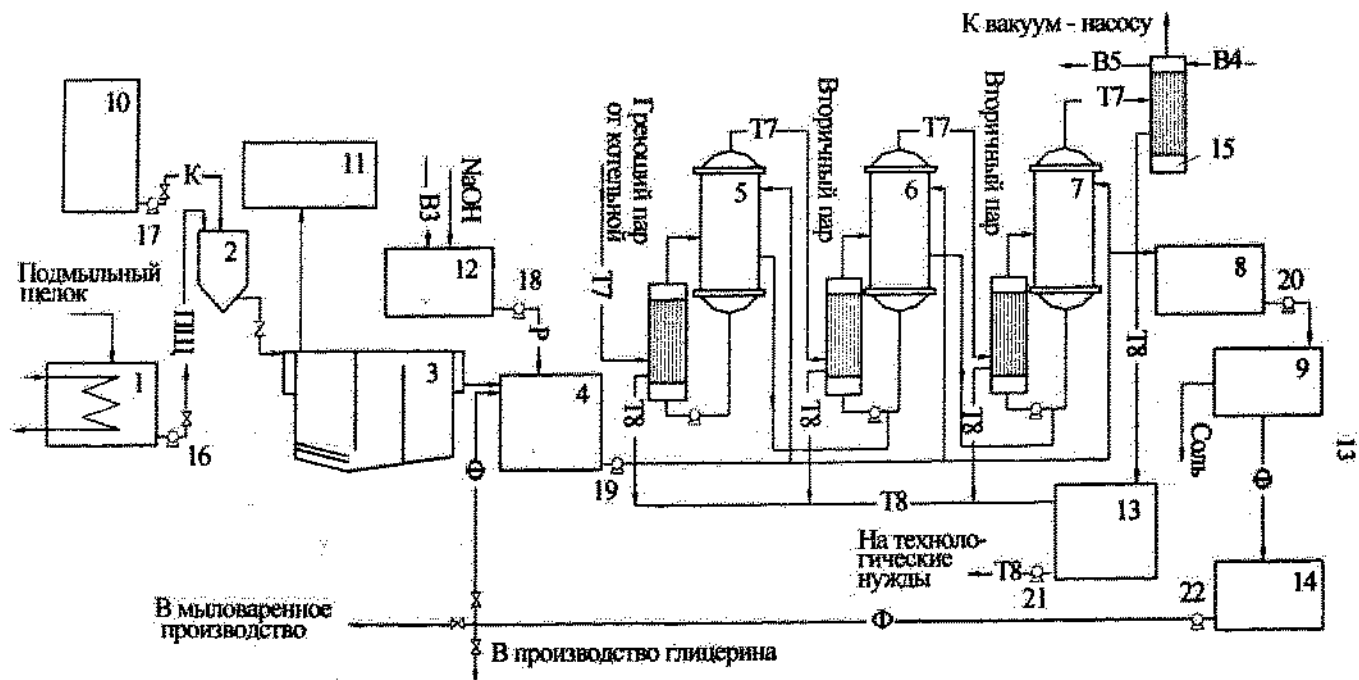 К вакуум - насосу
В5
В4
10
Греющий пар
от котельной
Вторичный пар
Вторичный пар
Т7
Т7
Т7
15
11
К
17
NaOH
В3
5
6
7
2
12
18
8
20
Подмыльный
щелок
ПЩ
Р
Т7
Т8
1
3
4
9
16
Т8
Т8
Т8
Соль
13
Ф
19
Ф
Т8
13
На техноло-
гические
нужды
Т8
21
14
22
В мыловаренное
производство
Ф
В производство глицерина